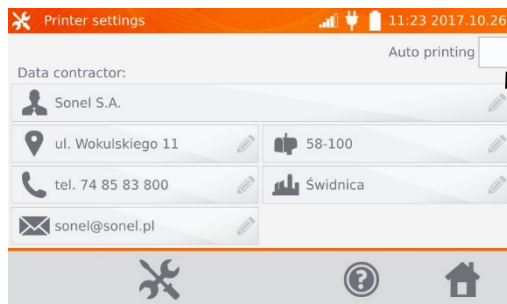 Printer settings
11:23 2017.10.26
Auto printing
Data contractor:
Sonel S.A.
ul. Wokulskiego 11
58-100
tel. 74 85 83 800
Świdnica
sonel@sonel.pl